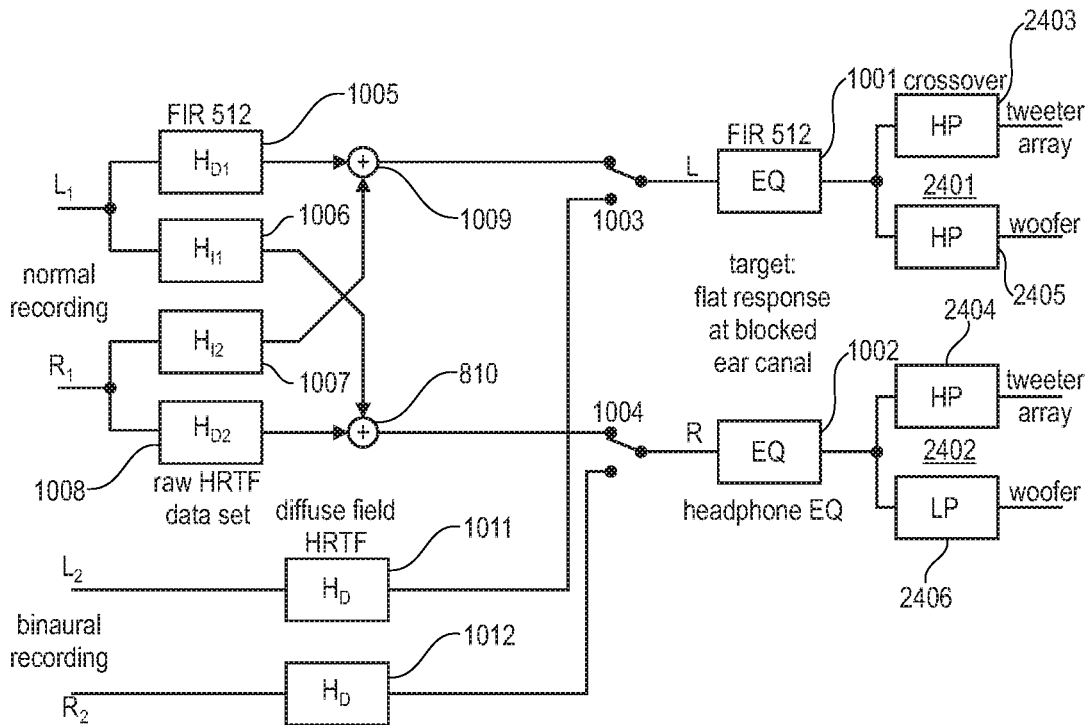 2403
1005
1001
crossover
FIR 512
FIR 512
tweeter
array
HP
H_D1
+
L
EQ
L_1
1006
1009
1003
2401
H_I1
HP
woofer
normal
recording
target:
flat response
at blocked
ear canal
2405
2404
1002
H_I2
R_1
1007
810
HP
tweeter
array
1004
H_D2
+
R
EQ
2402
1008
raw HRTF
data set
diffuse field
HRTF
headphone EQ
LP
woofer
1011
L_2
H_D
2406
binaural
recording
1012
H_D
R_2